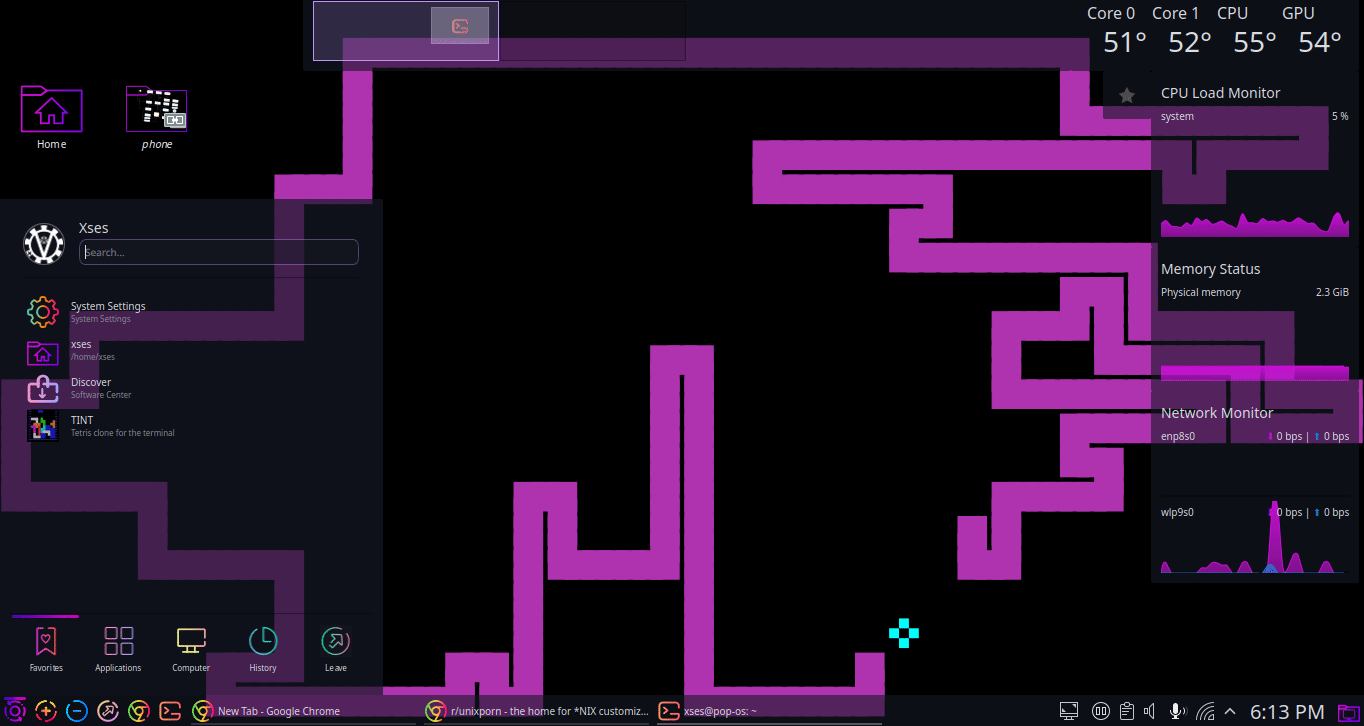 Core 0 Core 1 CPU GPU
51° 52° 55° 54°
Home
phone
CPU Load Monitor
system 5 %
Xses
Search...
System Settings
System Settings
xses
/home/xses
Discover
Software Center
TINT
Tetris clone for the terminal
Memory Status
Physical memory 2.3 GiB
Network Monitor
enp8s0 0 bps | 0 bps
wlp9s0 0 bps | 0 bps
Favorites Applications Computer History Leave
New Tab - Google Chrome r/unixporn - the home for *NIX customiz... xses@pop-os: ~ 6:13 PM